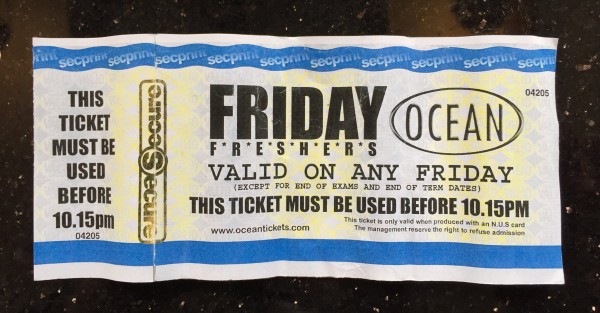 secprint secprint secprint secprint secprint secprint secprint
THIS
TICKET
MUST BE
USED
BEFORE
10.15pm
04205
Secure
FRIDAY
F*R*E*S*H*E*R*S
OCEAN
04205
VALID ON ANY FRIDAY
(EXCEPT FOR END OF EXAMS AND END OF TERM DATES)
THIS TICKET MUST BE USED BEFORE 10.15PM
www.oceantickets.com
This ticket is only valid when produced with an N.U.S card
The management reserve the right to refuse admission